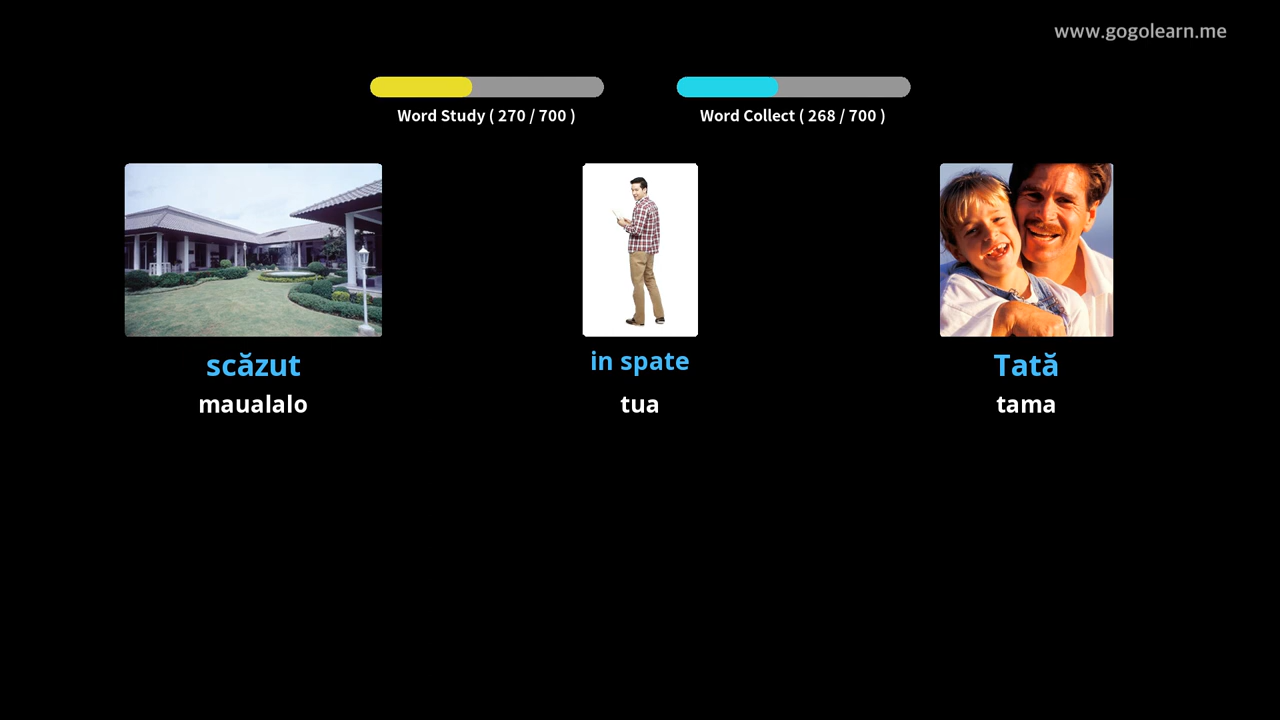 www.gogolearn.me
Word Study ( 270 / 700 )
Word Collect ( 268 / 700 )
scăzut
maualalo
in spate
tua
Tată
tama